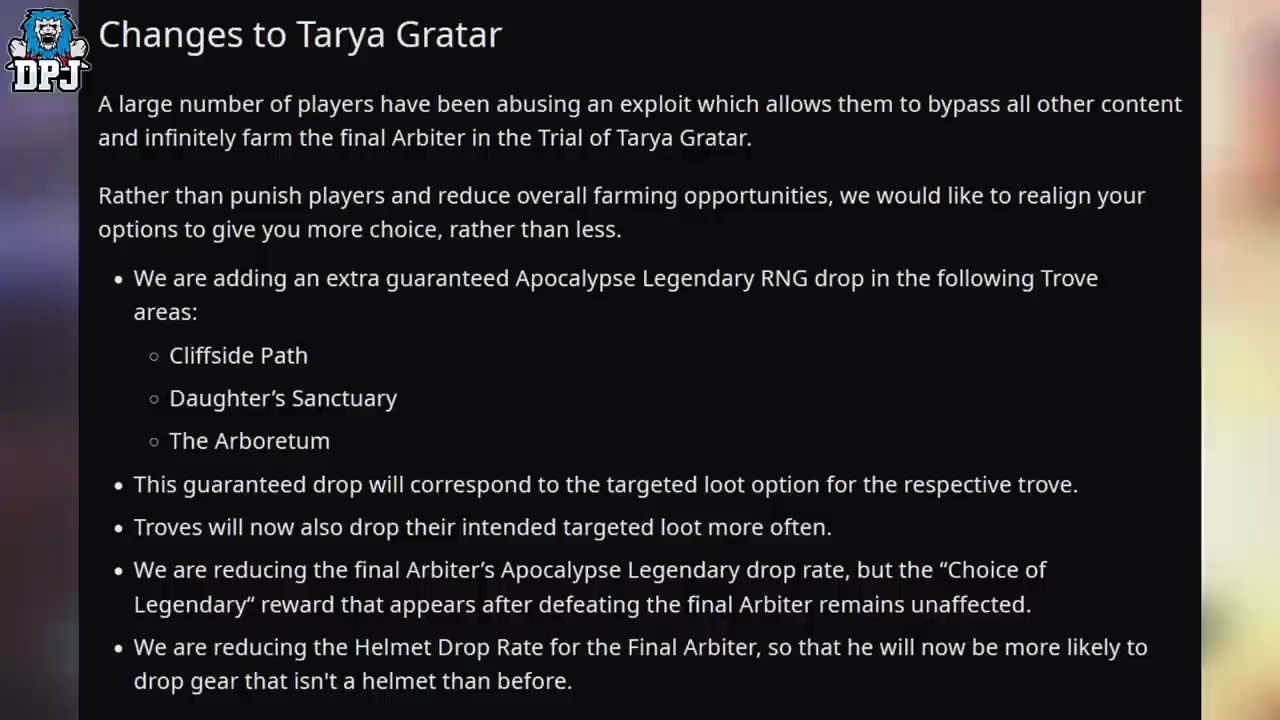 DPJ
Changes to Tarya Gratar
A large number of players have been abusing an exploit which allows them to bypass all other content
and infinitely farm the final Arbiter in the Trial of Tarya Gratar.
Rather than punish players and reduce overall farming opportunities, we would like to realign your
options to give you more choice, rather than less.
• We are adding an extra guaranteed Apocalypse Legendary RNG drop in the following Trove
areas:
○ Cliffside Path
○ Daughter’s Sanctuary
○ The Arboretum
• This guaranteed drop will correspond to the targeted loot option for the respective trove.
• Troves will now also drop their intended targeted loot more often.
• We are reducing the final Arbiter’s Apocalypse Legendary drop rate, but the “Choice of
Legendary“ reward that appears after defeating the final Arbiter remains unaffected.
• We are reducing the Helmet Drop Rate for the Final Arbiter, so that he will now be more likely to
drop gear that isn't a helmet than before.